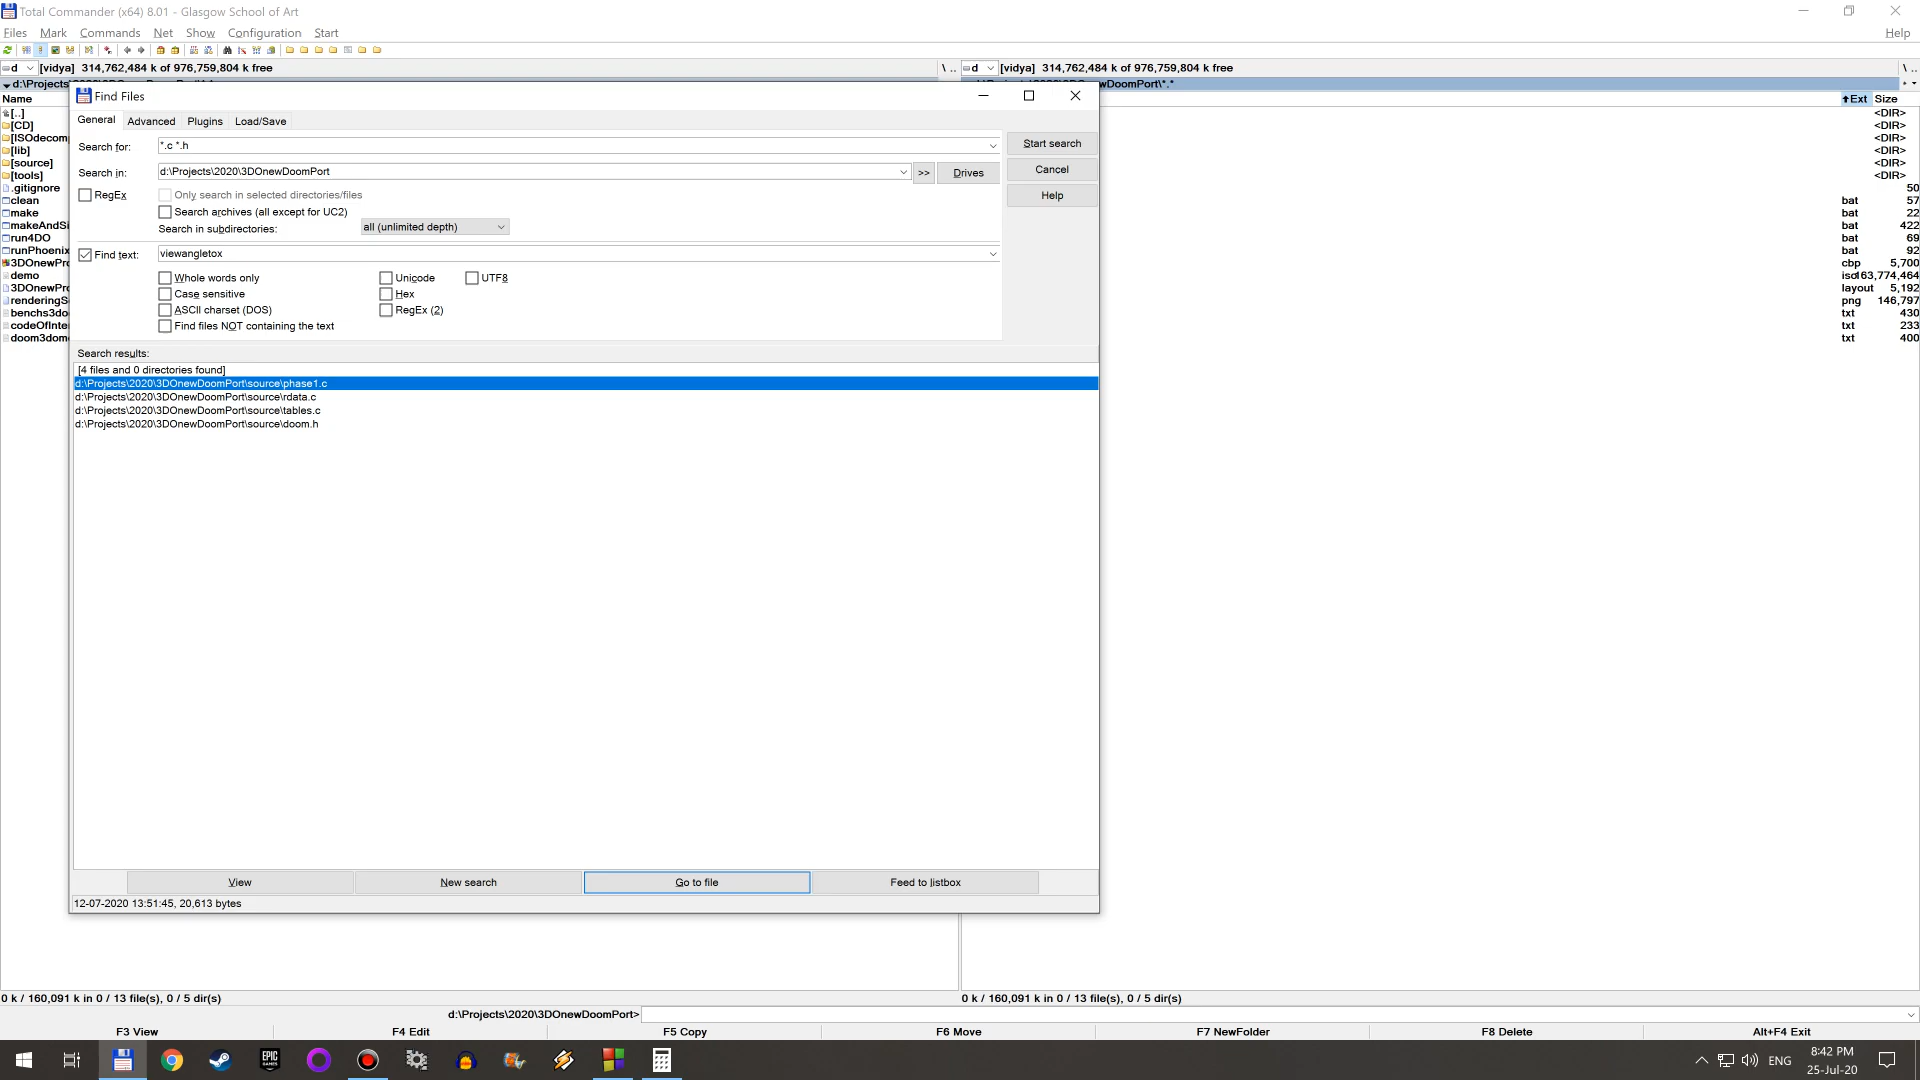 Total Commander (x64) 8.01 - Glasgow School of Art
Files Mark Commands Net Show Configuration Start Help
d [vidya] 314,762,484 k of 976,759,804 k free \ .. d [vidya] 314,762,484 k of 976,759,804 k free \ ..
d:\Projects wDoomPort\*.* * 
Name Ext Size
[..] <DIR>
[CD] <DIR>
[lib] <DIR>
[source] <DIR>
[tools] <DIR>
<DIR>
.gitignore 50
clean bat 57
make bat 22
bat 422
run4DO bat 69
bat 92
cbp 5,700
demo iso 163,774,464
layout 5,192
png 146,797
txt 430
txt 233
txt 400
Find Files
General Advanced Plugins Load/Save
Search for: *.c *.h Start search
Search in: d:\Projects\2020\3DOnewDoomPort >> Drives Cancel
RegEx Only search in selected directories/files Help
Search archives (all except for UC2)
Search in subdirectories: all (unlimited depth)
Find text: viewangletox
Whole words only Unicode UTF8
Case sensitive Hex
ASCII charset (DOS) RegEx (2)
Find files NOT containing the text
Search results:
[4 files and 0 directories found]
d:\Projects\2020\3DOnewDoomPort\source\phase1.c
d:\Projects\2020\3DOnewDoomPort\source\rdata.c
d:\Projects\2020\3DOnewDoomPort\source\tables.c
d:\Projects\2020\3DOnewDoomPort\source\doom.h
View New search Go to file Feed to listbox
12-07-2020 13:51:45, 20,613 bytes
0 k / 160,091 k in 0 / 13 file(s), 0 / 5 dir(s) 0 k / 160,091 k in 0 / 13 file(s), 0 / 5 dir(s)
d:\Projects\2020\3DOnewDoomPort>
F3 View F4 Edit F5 Copy F6 Move F7 NewFolder F8 Delete Alt+F4 Exit
EPIC GAMES
ENG 8:42 PM
25-Jul-20